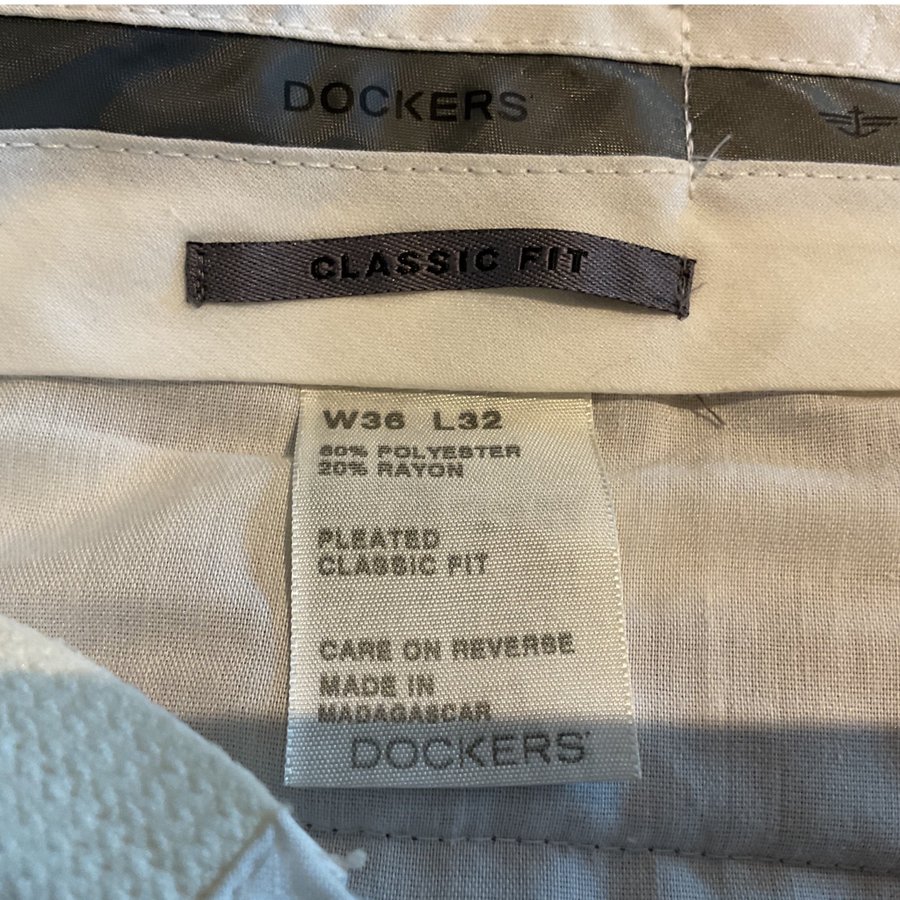 DOCKERS
CLASSIC FIT
W36 L32
80% POLYESTER
20% RAYON
PLEATED
CLASSIC FIT
CARE ON REVERSE
MADE IN
MADAGASCAR
DOCKERS